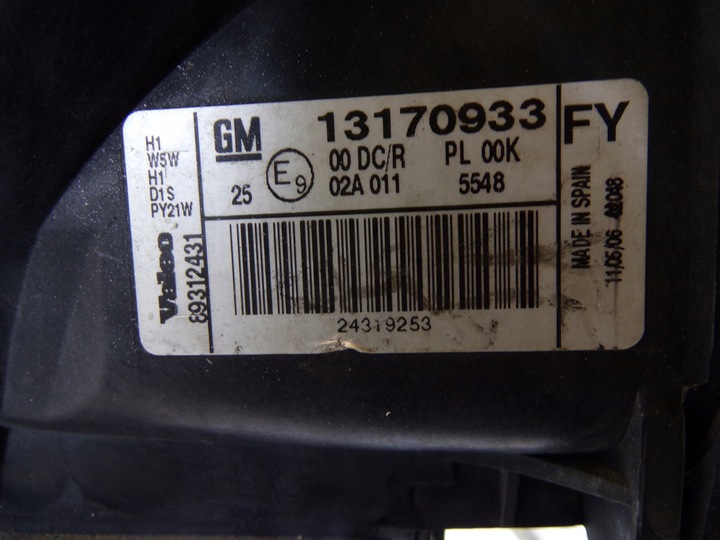 H1
W5W
H1
D1S
PY21W
Valeo
89312431
GM
13170933
FY
25
E9
00 DC/R PL 00K
02A 011 5548
24319253
MADE IN SPAIN
11/05/06